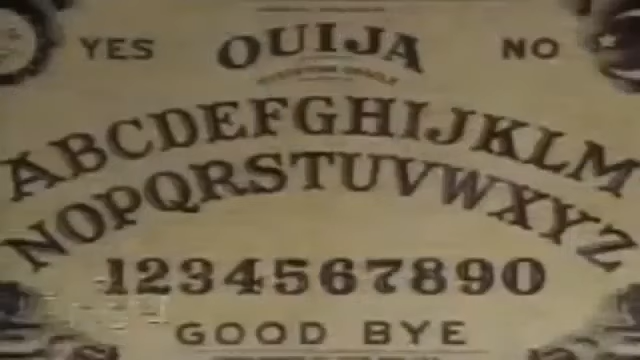 YES OUIJA NO
ABCDEFGHIJKLM
NOPQRSTUVWXYZ
1234567890
GOOD BYE